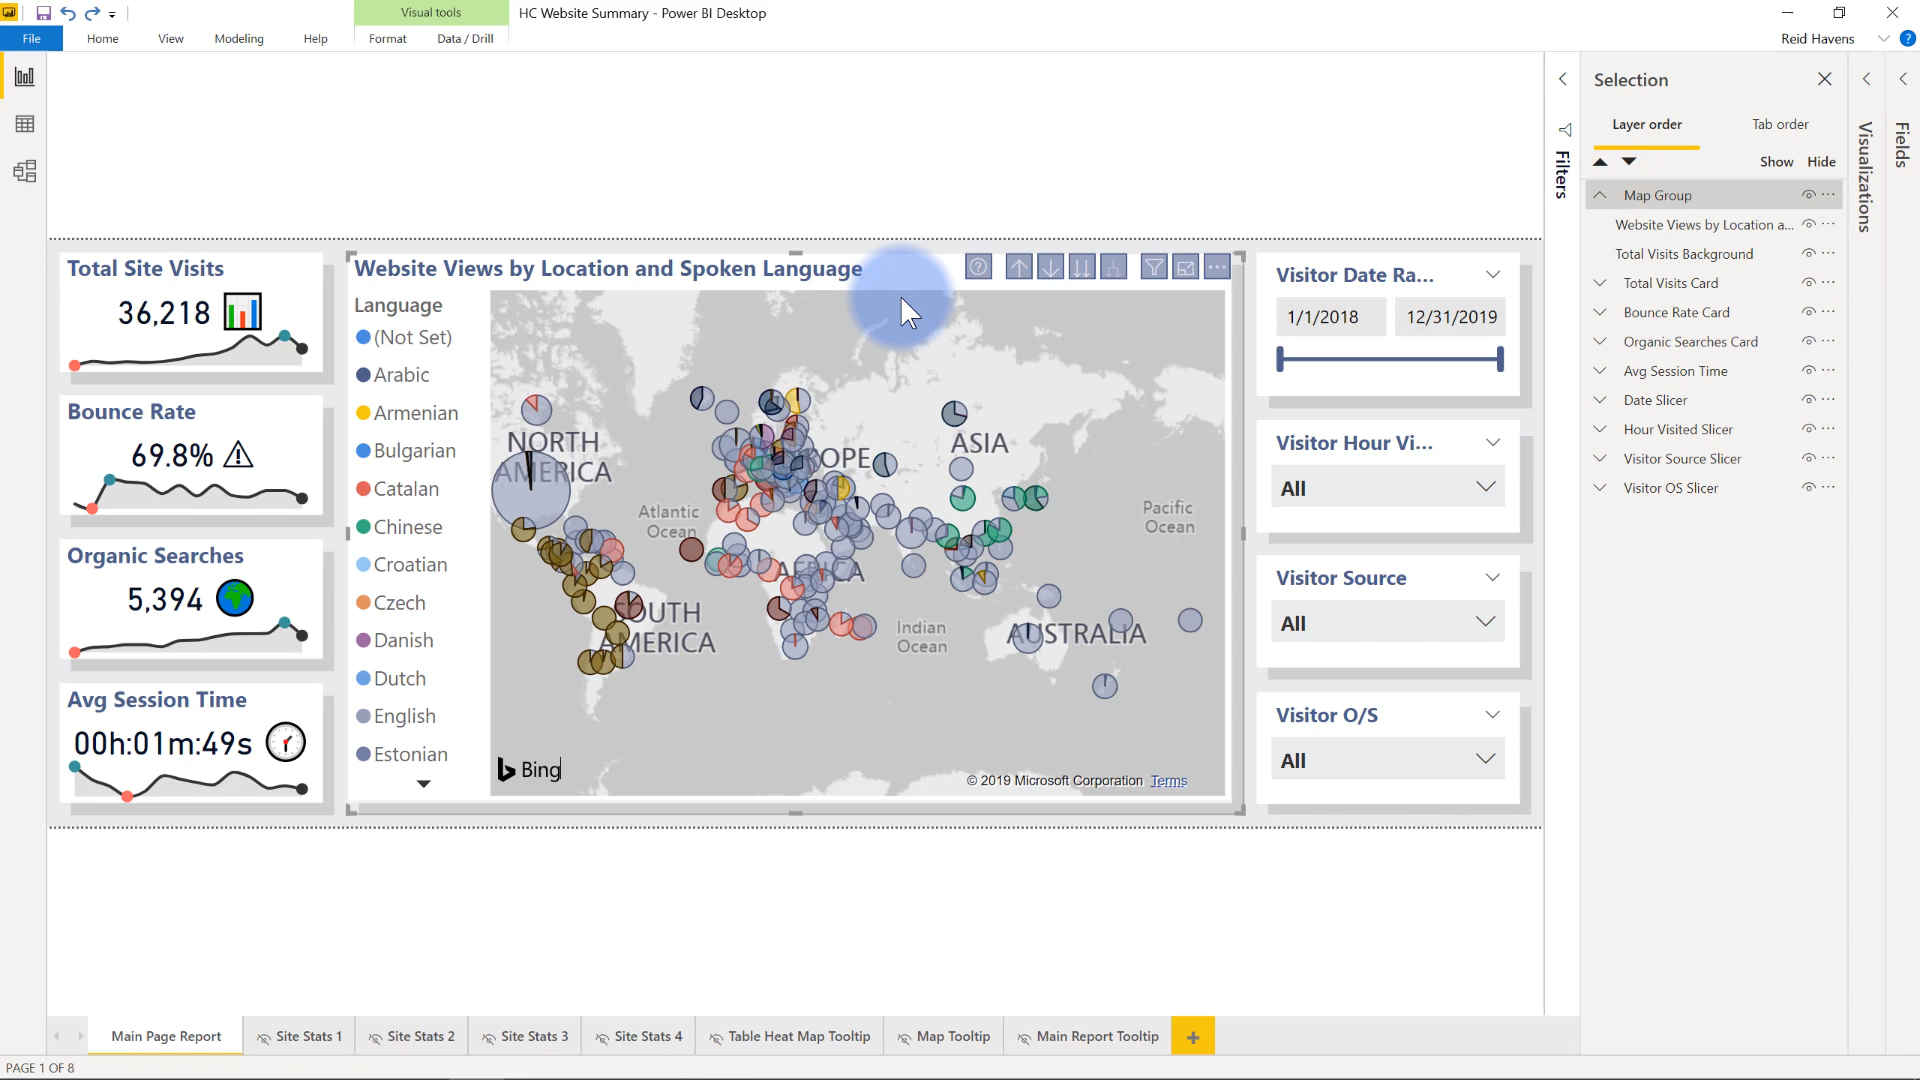 Visual tools
HC Website Summary - Power BI Desktop
File
Home
View
Modeling
Help
Format
Data / Drill
Reid Havens
?
Total Site Visits
36,218
Bounce Rate
69.8%
Organic Searches
5,394
Avg Session Time
00h:01m:49s
Website Views by Location and Spoken Language
Language
(Not Set)
Arabic
Armenian
Bulgarian
Catalan
Chinese
Croatian
Czech
Danish
Dutch
English
Estonian
NORTH
AMERICA
ASIA
Atlantic
Ocean
Pacific
Ocean
SOUTH
AMERICA
Indian
Ocean
AUSTRALIA
Bing
© 2019 Microsoft Corporation Terms
Visitor Date Ra...
1/1/2018
12/31/2019
Visitor Hour Vi...
All
Visitor Source
All
Visitor O/S
All
Filters
Selection
Layer order
Tab order
Show
Hide
Map Group
Website Views by Location a...
Total Visits Background
Total Visits Card
Bounce Rate Card
Organic Searches Card
Avg Session Time
Date Slicer
Hour Visited Slicer
Visitor Source Slicer
Visitor OS Slicer
Visualizations
Fields
Main Page Report
Site Stats 1
Site Stats 2
Site Stats 3
Site Stats 4
Table Heat Map Tooltip
Map Tooltip
Main Report Tooltip
PAGE 1 OF 8